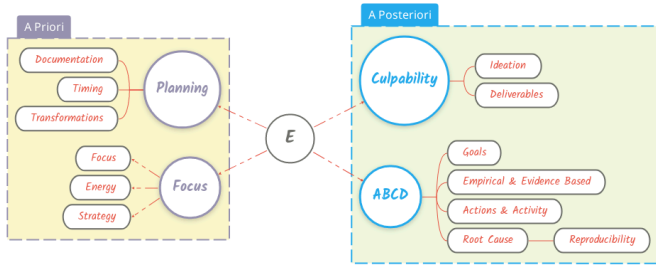 A Priori
Documentation
Timing
Transformations
Planning
Focus
Energy
Strategy
Focus
E
A Posteriori
Culpability
Ideation
Deliverables
ABCD
Goals
Empirical & Evidence Based
Actions & Activity
Root Cause
Reproducibility